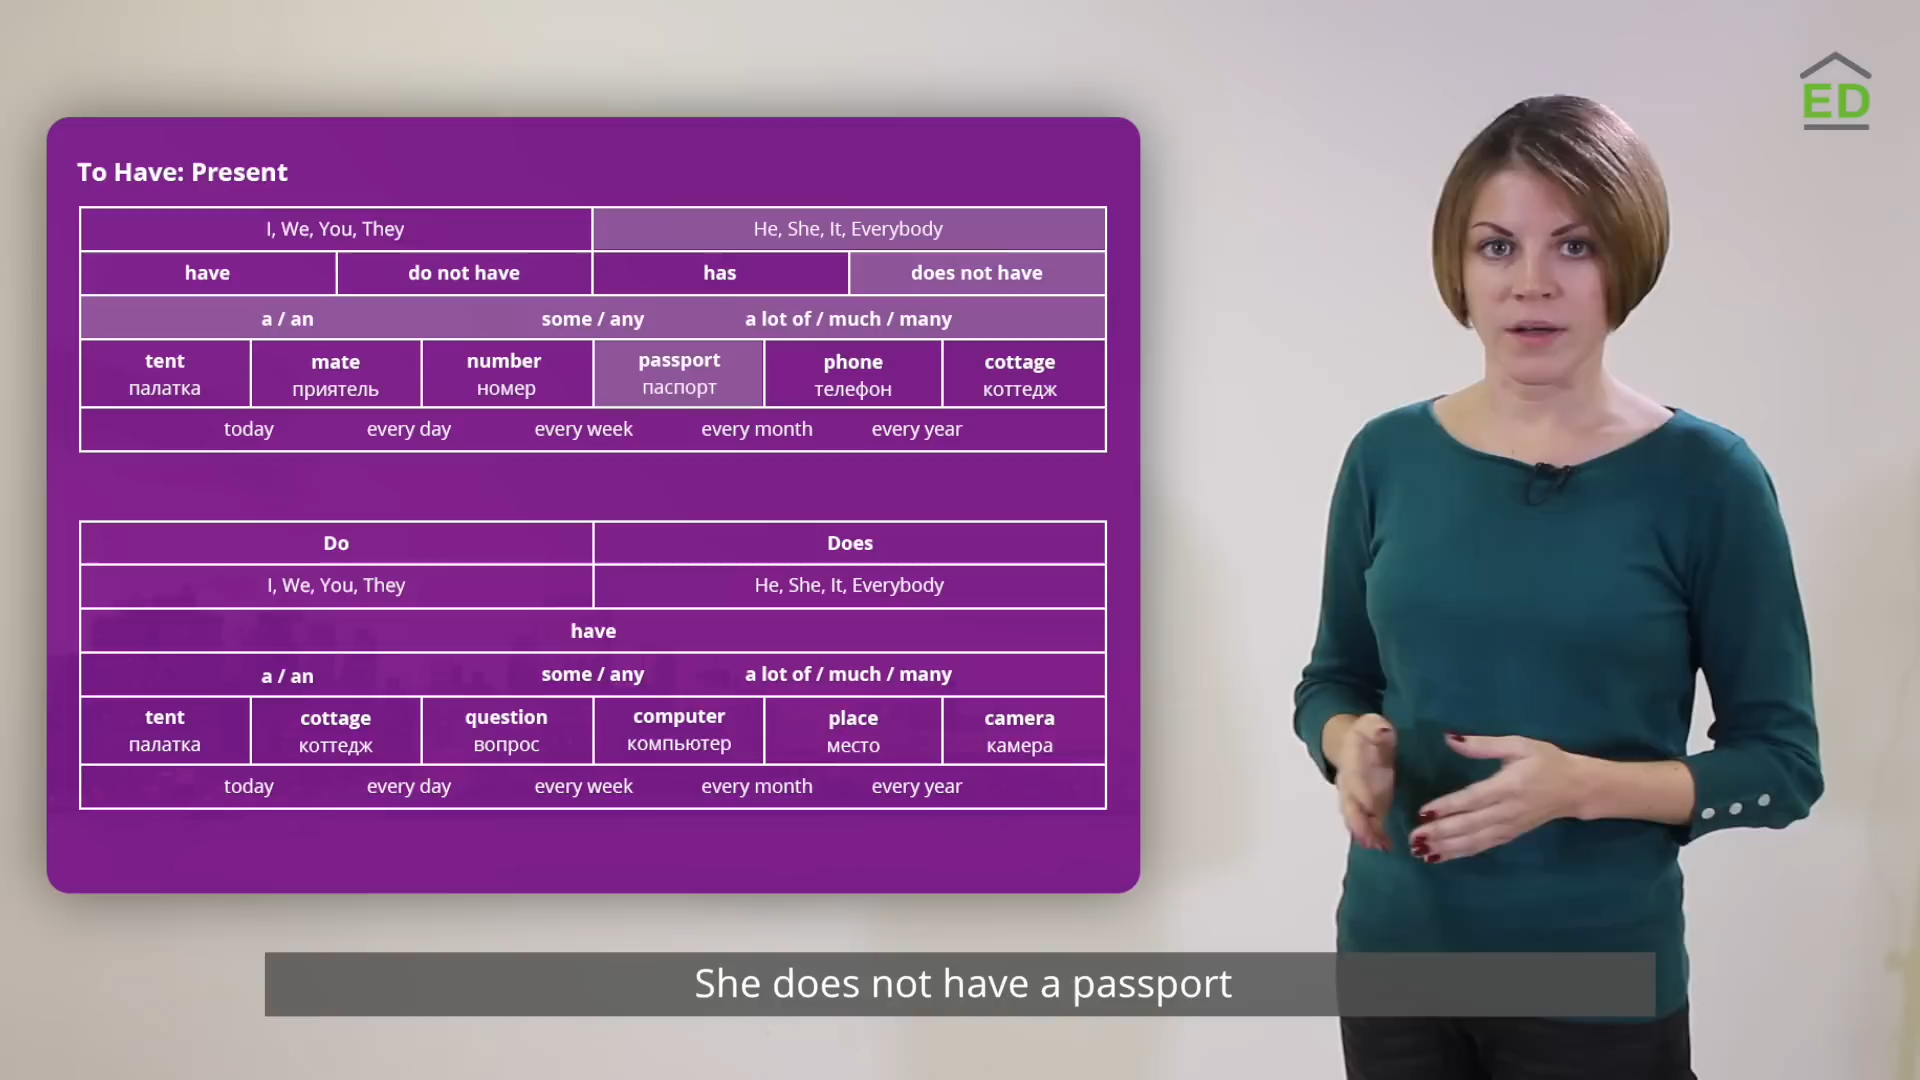 ED
To Have: Present
I, We, You, They He, She, It, Everybody
have do not have has does not have
a / an some / any a lot of / much / many
tent mate number passport phone cottage
палатка приятель номер паспорт телефон коттедж
today every day every week every month every year
Do Does
I, We, You, They He, She, It, Everybody
have
a / an some / any a lot of / much / many
tent cottage question computer place camera
палатка коттедж вопрос компьютер место камера
today every day every week every month every year
She does not have a passport